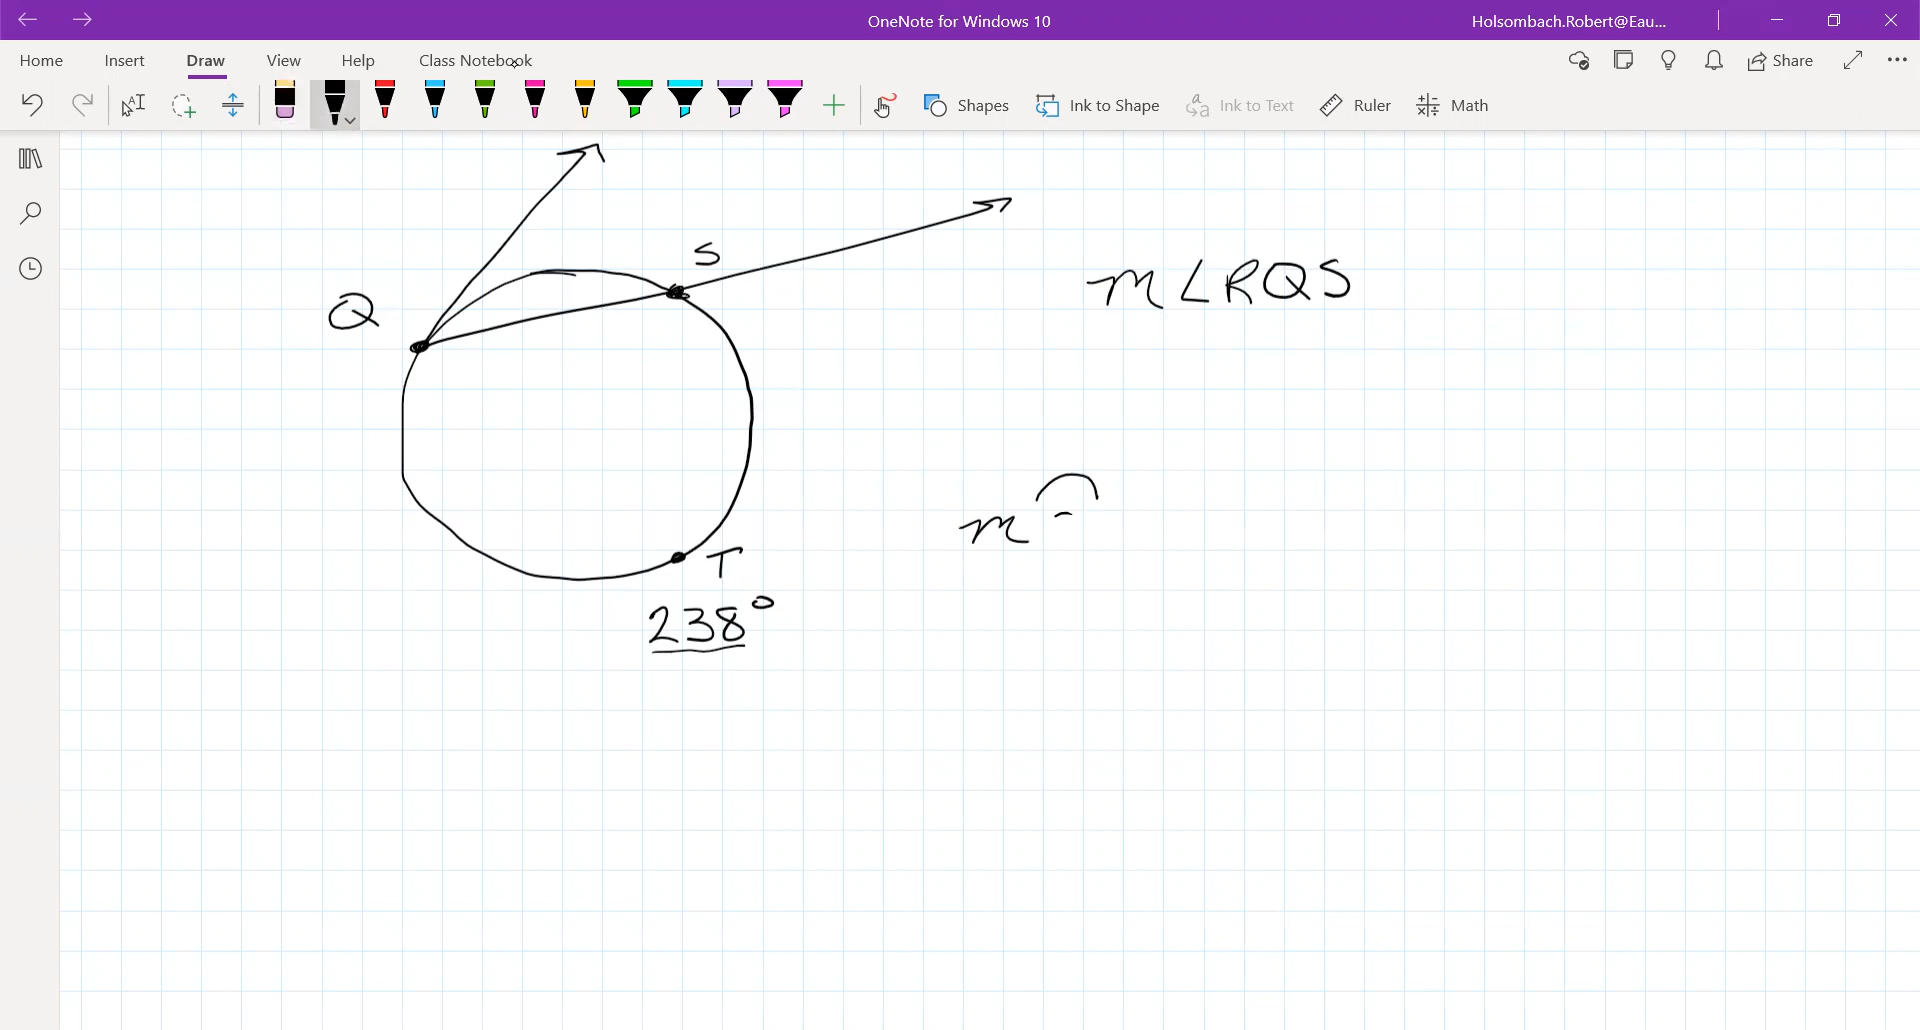 OneNote for Windows 10
Holsombach.Robert@Eau...
Home Insert Draw View Help Class Notebook
Share
Shapes Ink to Shape Ink to Text Ruler Math
S
m∠RQS
Q
m
T
238°